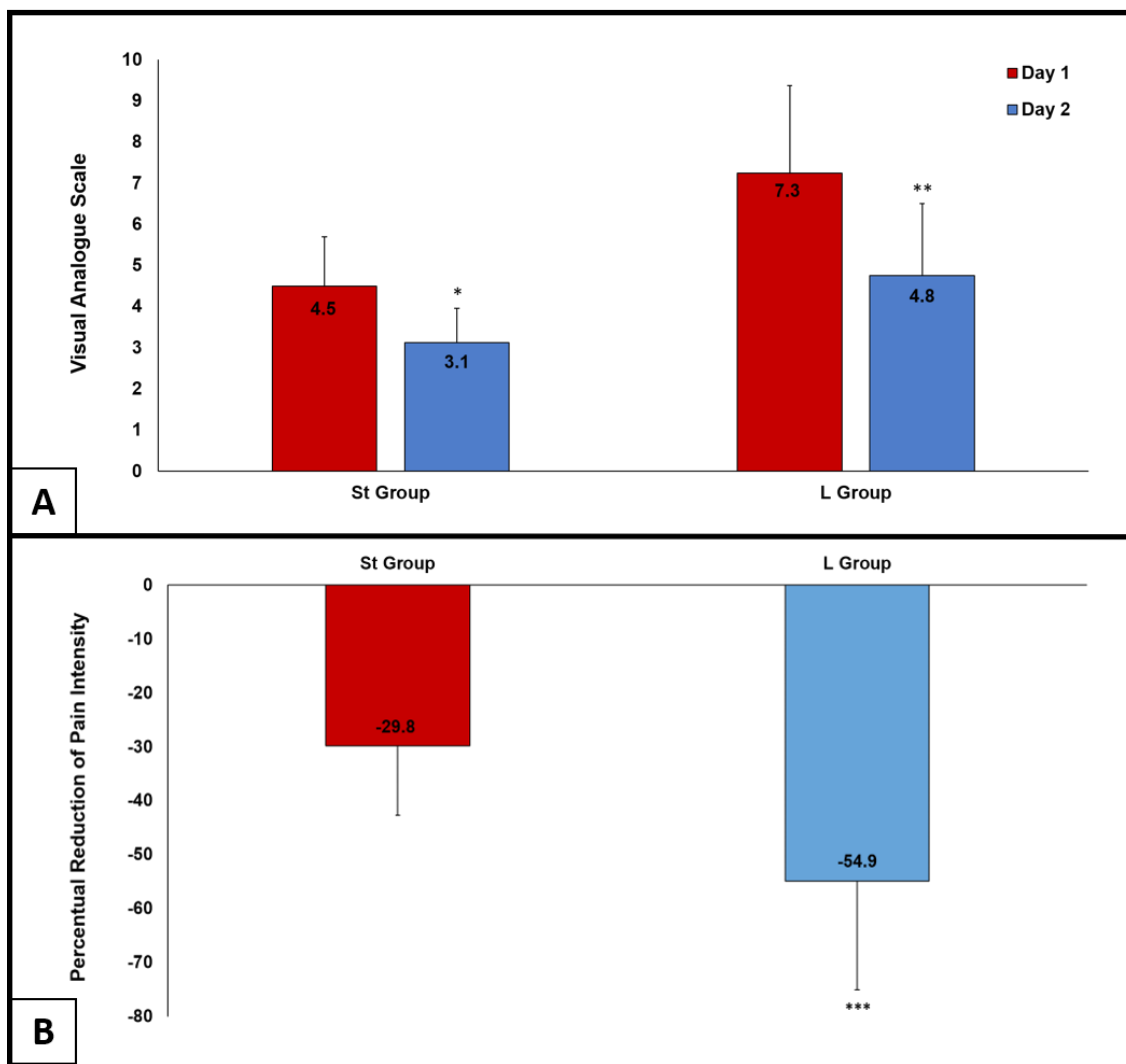 10
9
8
7
6
5
4
3
2
1
0
Visual Analogue Scale
Day 1
Day 2
4.5
*
3.1
7.3
**
4.8
St Group
L Group
A
St Group
L Group
0
-10
-20
-30
-40
-50
-60
-70
-80
Percentual Reduction of Pain Intensity
-29.8
-54.9
***
B